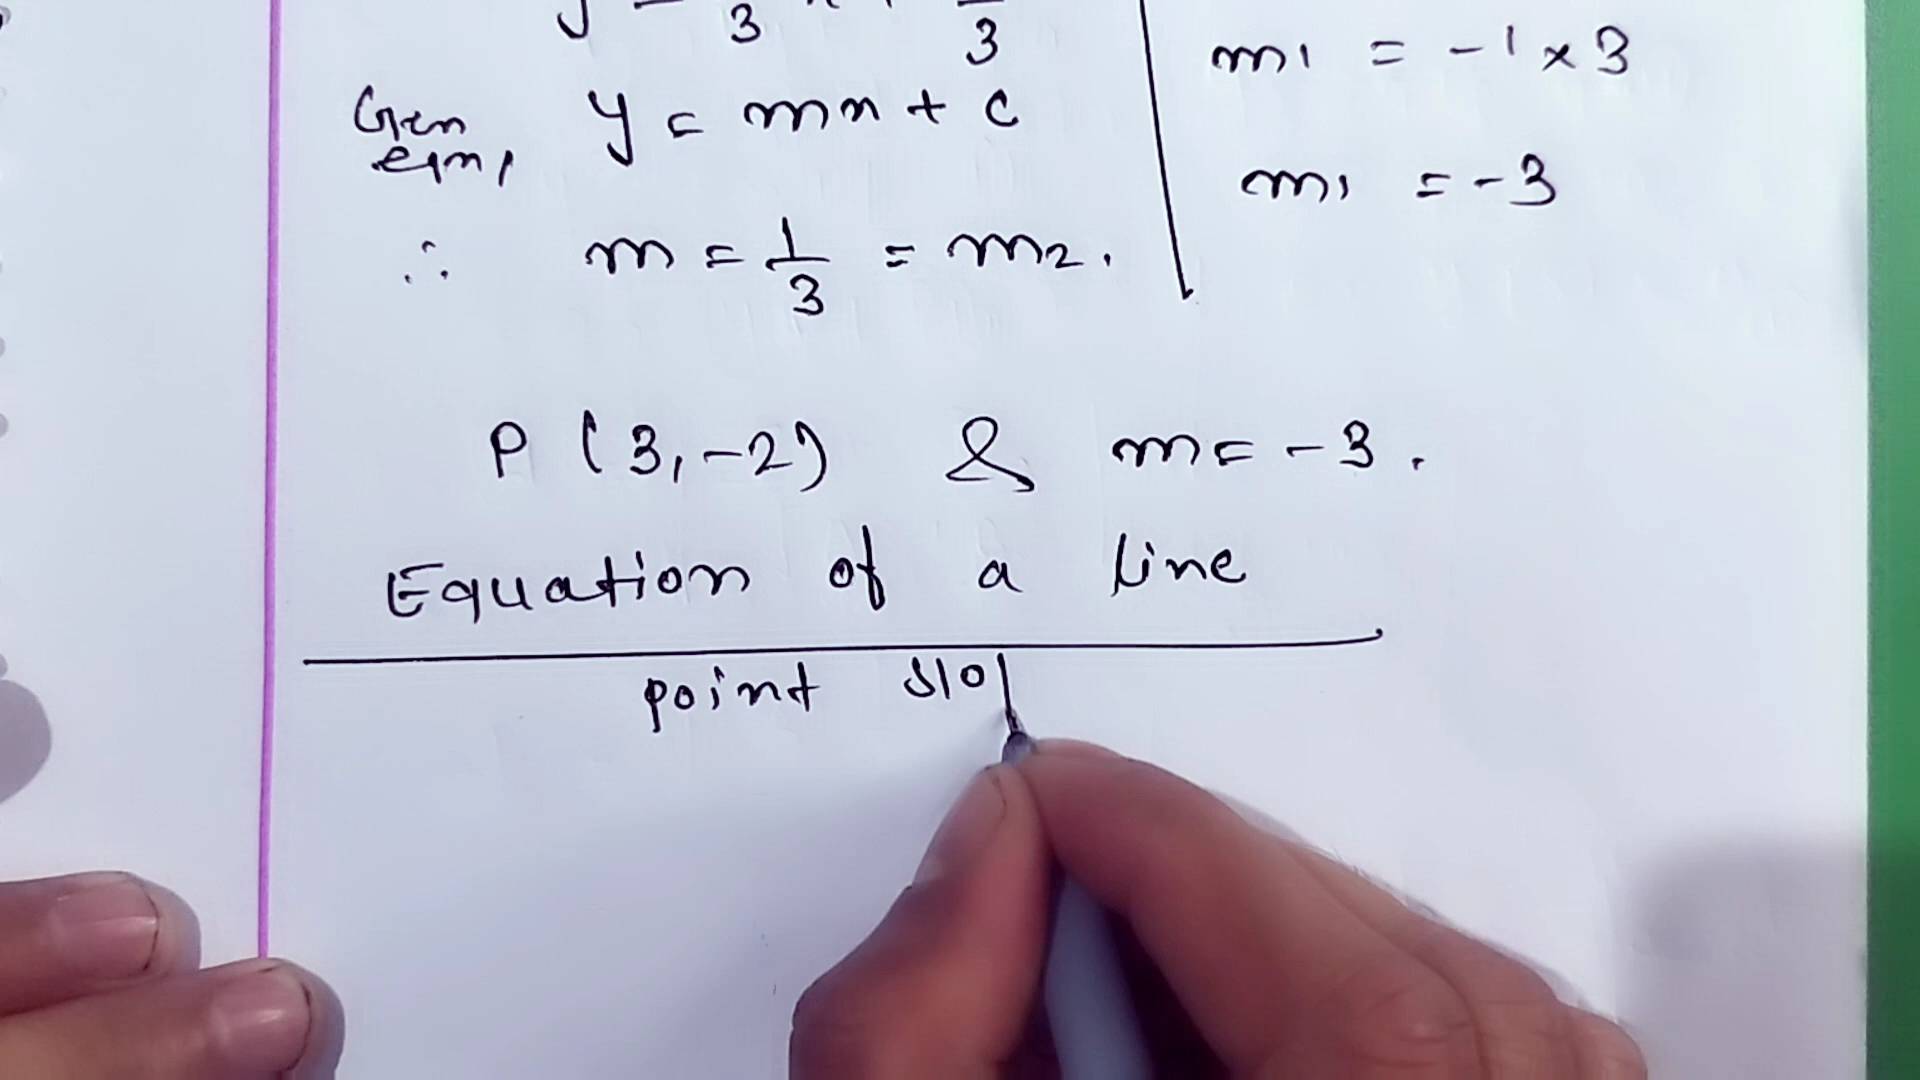 3 3
Gen y = mx + c
eqn,
∴ m = 1/3 = m2.
m1 = -1 x 3
m1 = -3
P (3, -2) & m = -3.
Equation of a line
point slop